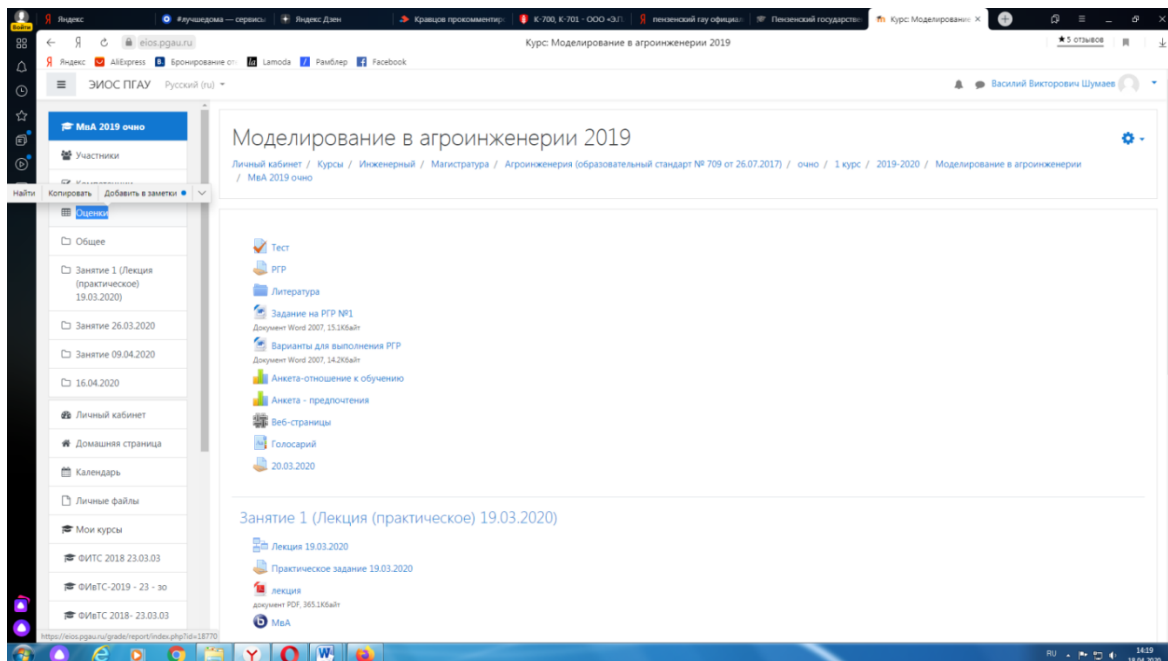 Войти
Яндекс
#лучшедома — сервисы
Яндекс Дзен
Кравцов прокомментир
К-700, К-701 - ООО «З.Г.
пензенский гау официал
Пензенский государстве
Курс: Моделирование
eios.pgau.ru
Курс: Моделирование в агроинженерии 2019
★5 отзывов
Яндекс
AliExpress
Бронирование от
Lamoda
Рамблер
Facebook
ЭИОС ПГАУ
Русский (ru)
Василий Викторович Шумаев
МвА 2019 очно
Участники
Найти
Копировать
Добавить в заметки
Оценки
Общее
Занятие 1 (Лекция
(практическое)
19.03.2020)
Занятие 26.03.2020
Занятие 09.04.2020
16.04.2020
Личный кабинет
Домашняя страница
Календарь
Личные файлы
Мои курсы
ФИТС 2018 23.03.03
ФИвТС-2019 - 23 - зо
ФИвТС 2018- 23.03.03
https://eios.pgau.ru/grade/report/index.php?id=18770
Моделирование в агроинженерии 2019
Личный кабинет / Курсы / Инженерный / Магистратура / Агроинженерия (образовательный стандарт № 709 от 26.07.2017) / очно / 1 курс / 2019-2020 / Моделирование в агроинженерии
/ МвА 2019 очно
Тест
РГР
Литература
Задание на РГР №1
Документ Word 2007, 15.1Кбайт
Варианты для выполнения РГР
Документ Word 2007, 14.2Кбайт
Анкета-отношение к обучению
Анкета - предпочтения
Веб-страницы
Голосарий
20.03.2020
Занятие 1 (Лекция (практическое) 19.03.2020)
Лекция 19.03.2020
Практическое задание 19.03.2020
лекция
документ PDF, 365.1Кбайт
МвА
RU
14:19
18.04.2020